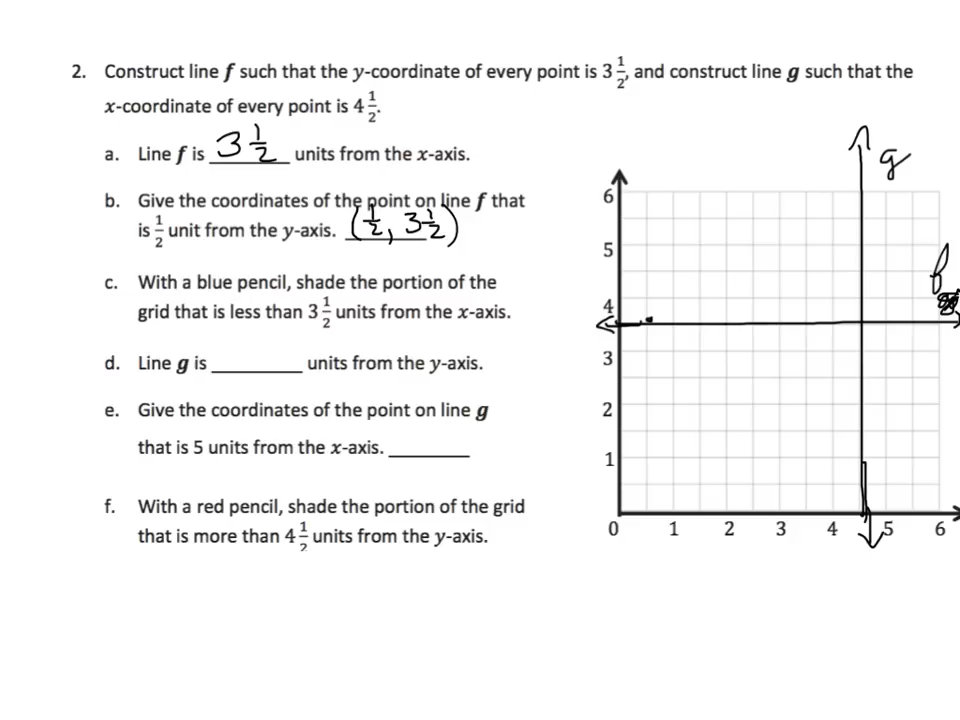 2. Construct line f such that the y-coordinate of every point is 3 1/2, and construct line g such that the
x-coordinate of every point is 4 1/2.
a. Line f is 3 1/2 units from the x-axis.
b. Give the coordinates of the point on line f that
is 1/2 unit from the y-axis. (1/2, 3 1/2)
c. With a blue pencil, shade the portion of the
grid that is less than 3 1/2 units from the x-axis.
d. Line g is _________ units from the y-axis.
e. Give the coordinates of the point on line g
that is 5 units from the x-axis. ________
f. With a red pencil, shade the portion of the grid
that is more than 4 1/2 units from the y-axis.
g
f
6
5
4
3
2
1
0 1 2 3 4 5 6